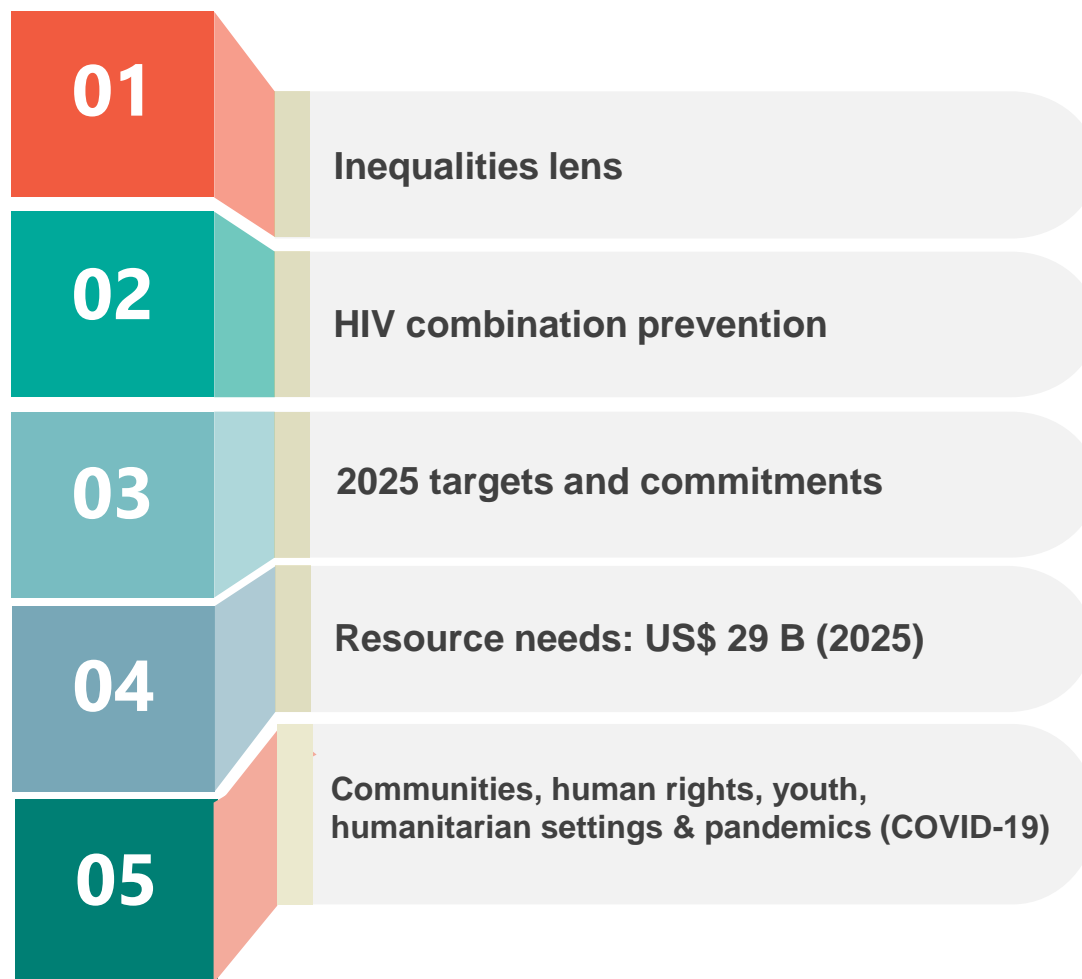 01
Inequalities lens
02
HIV combination prevention
03
2025 targets and commitments
04
Resource needs: US$ 29 B (2025)
05
Communities, human rights, youth,
humanitarian settings & pandemics (COVID-19)